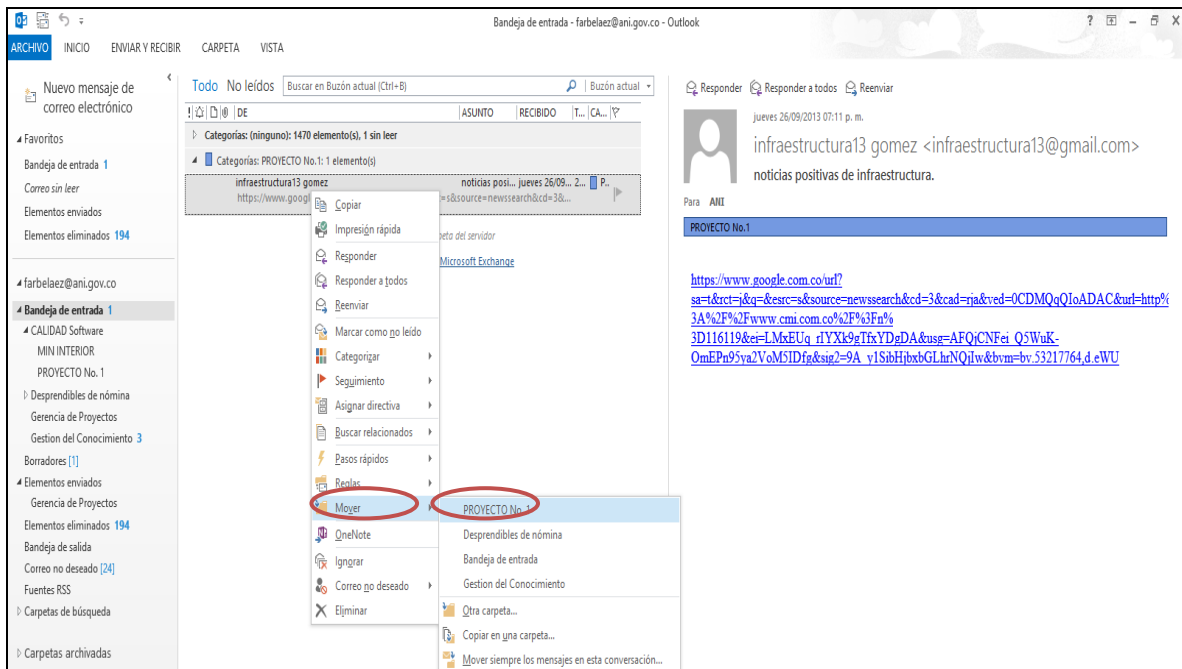 Bandeja de entrada - farbelaez@ani.gov.co - Outlook
ARCHIVO INICIO ENVIAR Y RECIBIR CARPETA VISTA
Nuevo mensaje de
correo electrónico
Favoritos
Bandeja de entrada 1
Correo sin leer
Elementos enviados
Elementos eliminados 194
farbelaez@ani.gov.co
Bandeja de entrada 1
CALIDAD Software
MIN INTERIOR
PROYECTO No. 1
Desprendibles de nómina
Gerencia de Proyectos
Gestion del Conocimiento 3
Borradores [1]
Elementos enviados
Gerencia de Proyectos
Elementos eliminados 194
Bandeja de salida
Correo no deseado [24]
Fuentes RSS
Carpetas de búsqueda
Carpetas archivadas
Todo No leídos Buscar en Buzón actual (Ctrl+B) Buzón actual
DE ASUNTO RECIBIDO T... CA...
Categorías: (ninguno): 1470 elemento(s), 1 sin leer
Categorías: PROYECTO No.1: 1 elemento(s)
infraestructura13 gomez noticias posi... jueves 26/09... 2... P..
https://www.googl =s&source=newssearch&cd=3&...
peta del servidor
Microsoft Exchange
Copiar
Impresión rápida
Responder
Responder a todos
Reenviar
Marcar como no leído
Categorizar
Seguimiento
Asignar directiva
Buscar relacionados
Pasos rápidos
Reglas
Mover
OneNote
Ignorar
Correo no deseado
Eliminar
PROYECTO No. 1
Desprendibles de nómina
Bandeja de entrada
Gestion del Conocimiento
Otra carpeta...
Copiar en una carpeta...
Mover siempre los mensajes en esta conversación...
Responder Responder a todos Reenviar
jueves 26/09/2013 07:11 p. m.
infraestructura13 gomez <infraestructura13@gmail.com>
noticias positivas de infraestructura.
Para ANI
PROYECTO No.1
https://www.google.com.co/url?
sa=t&rct=j&q=&esrc=s&source=newssearch&cd=3&cad=rja&ved=0CDMQqQIoADAC&url=http%
3A%2F%2Fwww.cmi.com.co%2F%3Fn%
3D116119&ei=LMxEUq_rIYXk9gTfxYDgDA&usg=AFQjCNFei_Q5WuK-
OmEPn95ya2VoM5IDfg&sig2=9A_y1SibHjbxbGLhrNQjIw&bvm=bv.53217764,d.eWU